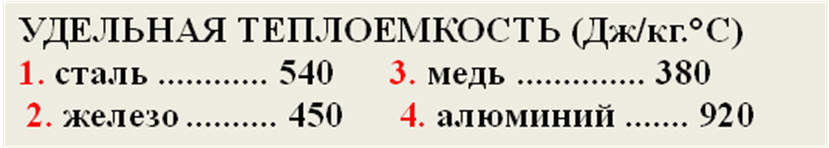 УДЕЛЬНАЯ ТЕПЛОЕМКОСТЬ (Дж/кг.°С)
1. сталь ............ 540 3. медь .............. 380
2. железо .......... 450 4. алюминий ....... 920